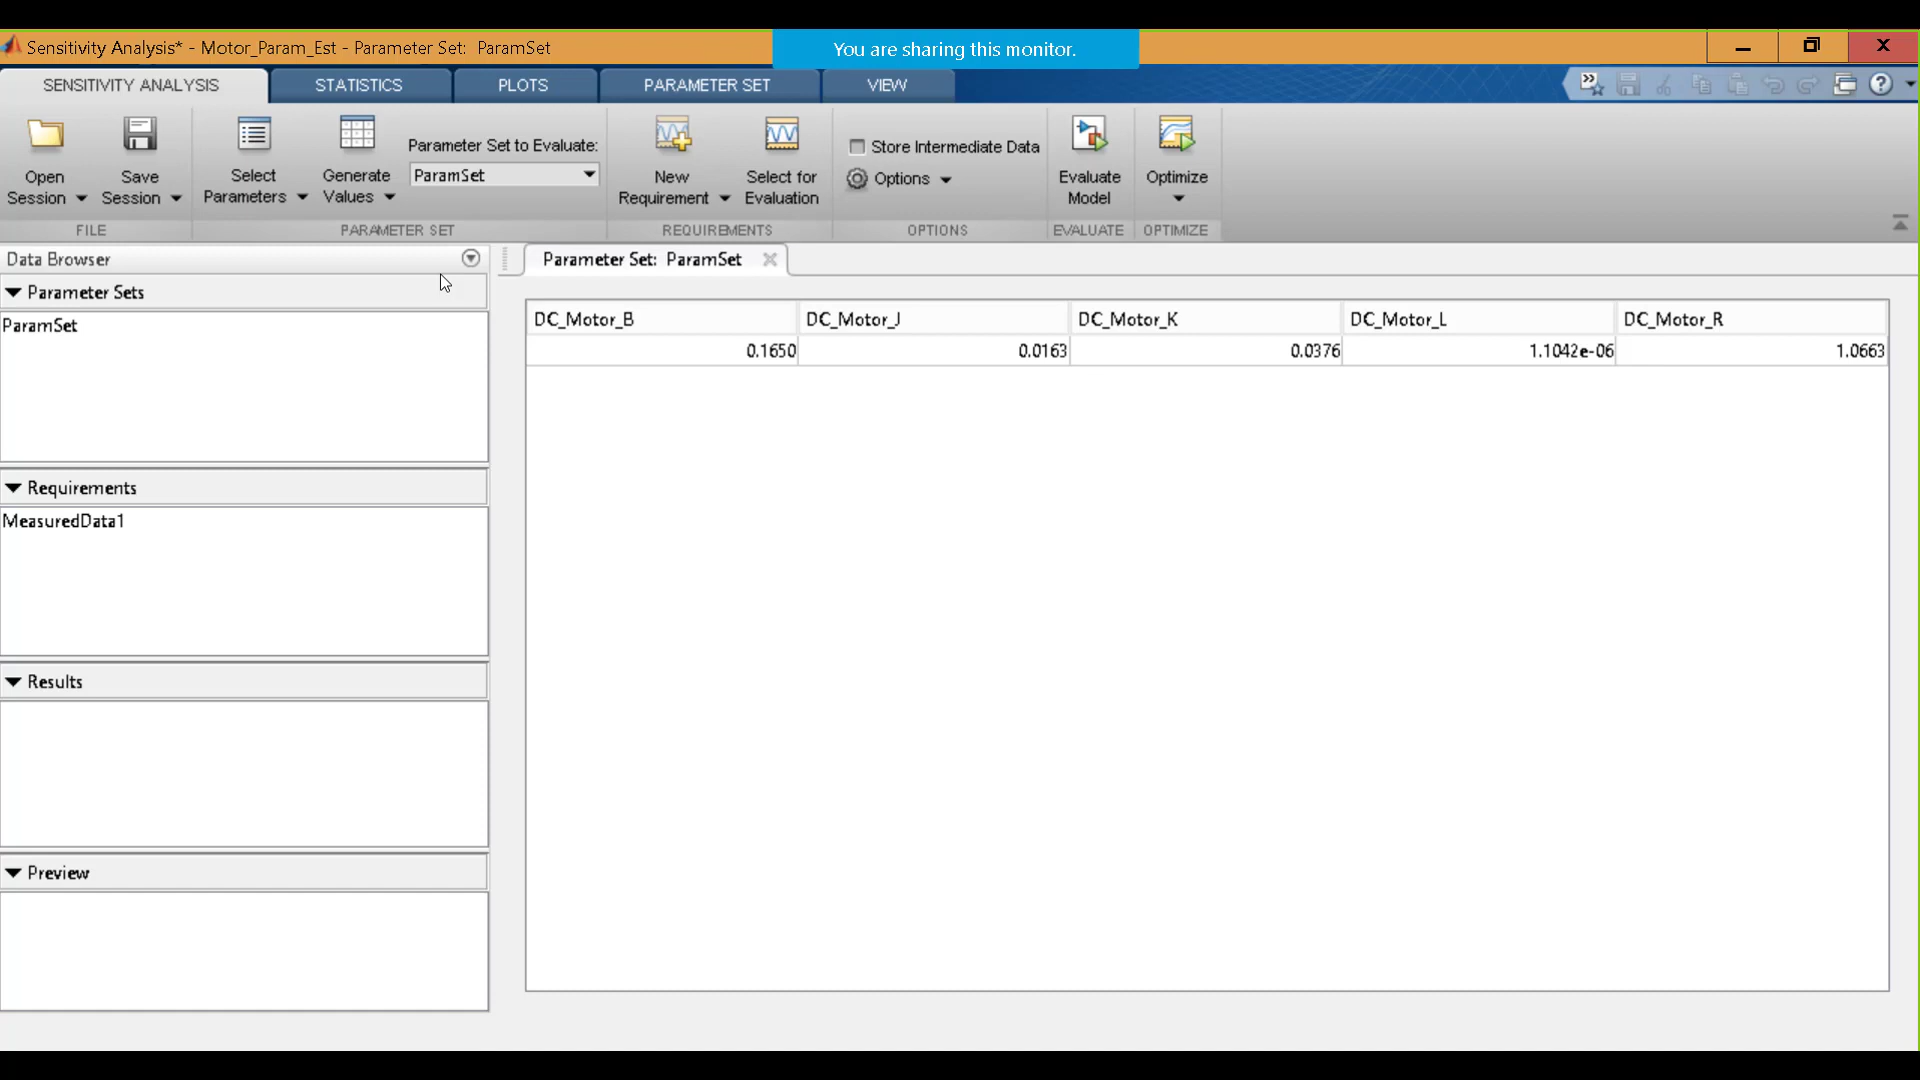 Sensitivity Analysis* - Motor_Param_Est - Parameter Set: ParamSet
You are sharing this monitor.
SENSITIVITY ANALYSIS
STATISTICS
PLOTS
PARAMETER SET
VIEW
Open Session
Save Session
Select Parameters
Generate Values
Parameter Set to Evaluate:
ParamSet
New Requirement
Select for Evaluation
Store Intermediate Data
Options
Evaluate Model
Optimize
FILE
PARAMETER SET
REQUIREMENTS
OPTIONS
EVALUATE
OPTIMIZE
Data Browser
Parameter Sets
ParamSet
Requirements
MeasuredData1
Results
Preview
Parameter Set: ParamSet
DC_Motor_B DC_Motor_J DC_Motor_K DC_Motor_L DC_Motor_R
0.1650 0.0163 0.0376 1.1042e-06 1.0663